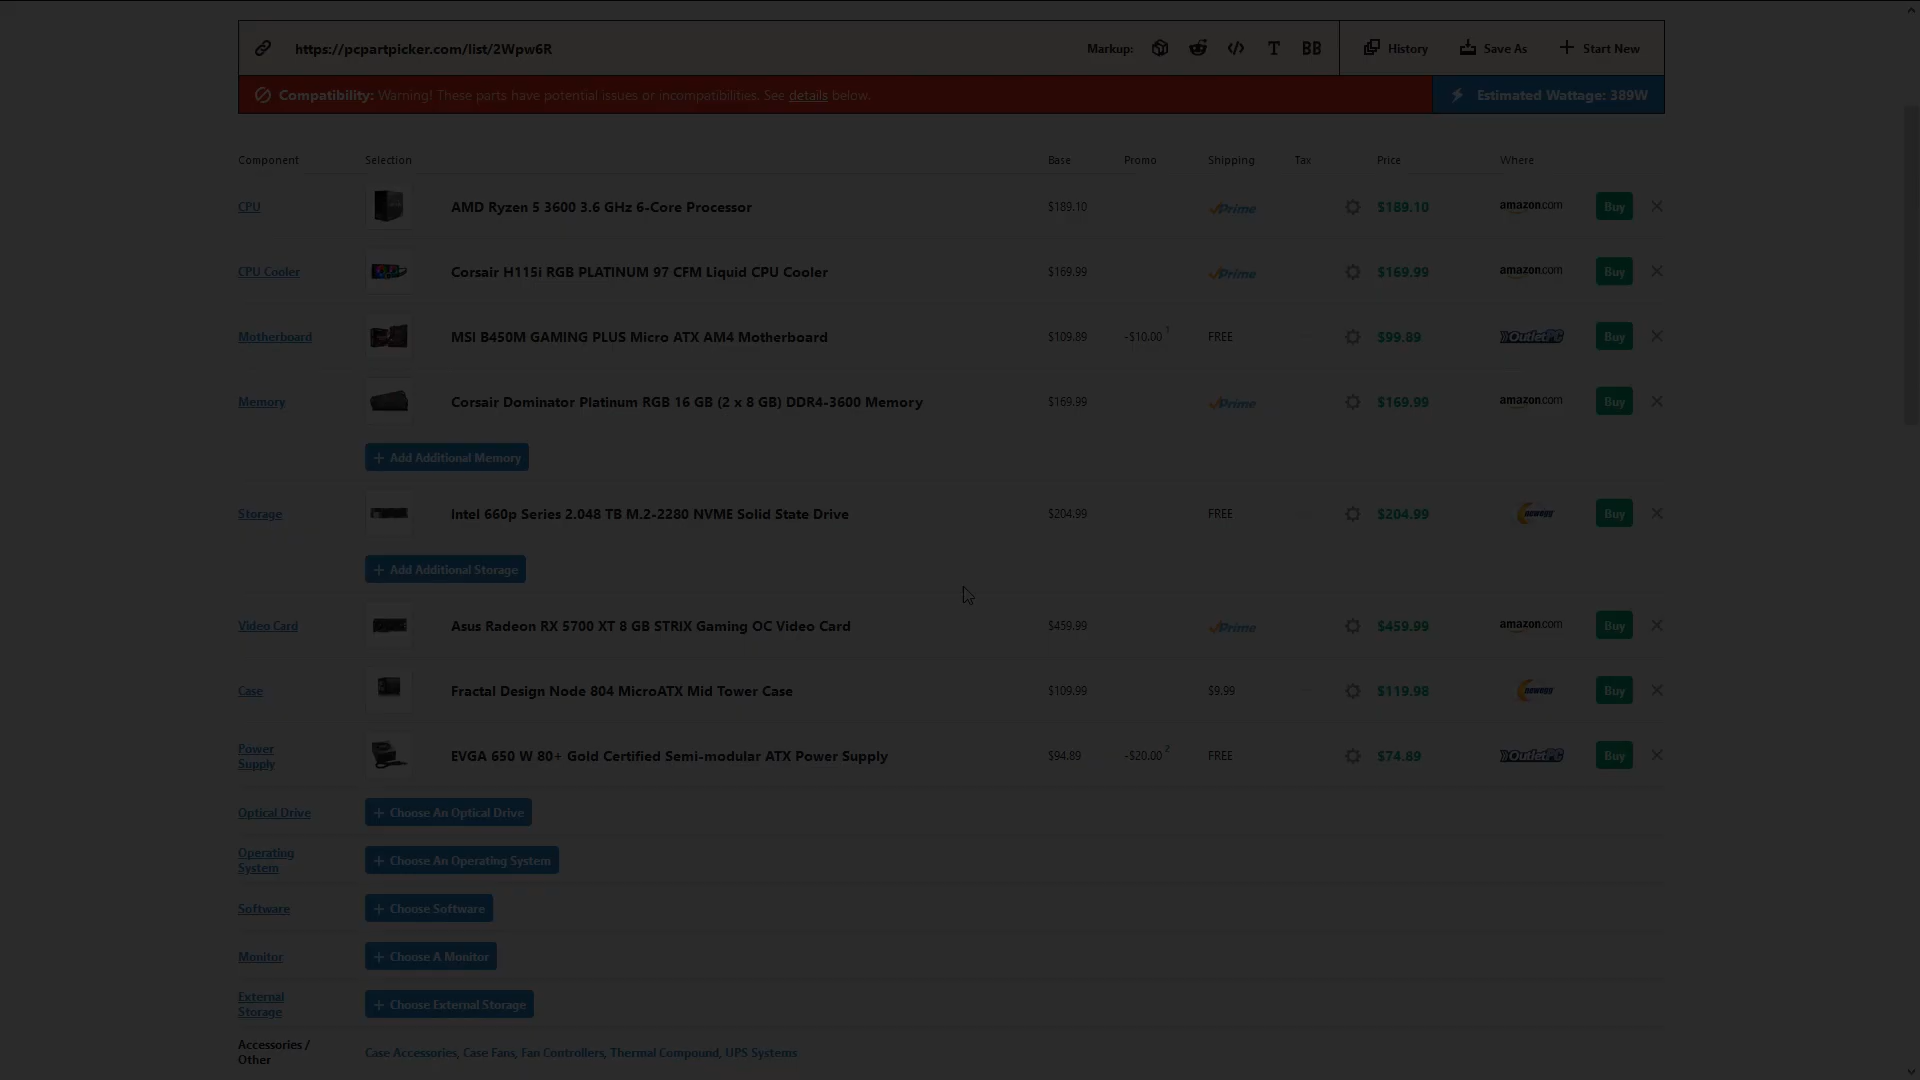 https://pcpartpicker.com/list/2Wpw6R Markup: T BB History Save As Start New
Compatibility: Warning! These parts have potential issues or incompatibilities. See details below. Estimated Wattage: 389W
Component Selection Base Promo Shipping Tax Price Where
CPU AMD Ryzen 5 3600 3.6 GHz 6-Core Processor $189.10 Prime $189.10 amazon.com Buy
CPU Cooler Corsair H115i RGB PLATINUM 97 CFM Liquid CPU Cooler $169.99 Prime $169.99 amazon.com Buy
Motherboard MSI B450M GAMING PLUS Micro ATX AM4 Motherboard $109.89 -$10.00 1 FREE $99.89 OutletPC Buy
Memory Corsair Dominator Platinum RGB 16 GB (2 x 8 GB) DDR4-3600 Memory $169.99 Prime $169.99 amazon.com Buy
+ Add Additional Memory
Storage Intel 660p Series 2.048 TB M.2-2280 NVME Solid State Drive $204.99 FREE $204.99 newegg Buy
+ Add Additional Storage
Video Card Asus Radeon RX 5700 XT 8 GB STRIX Gaming OC Video Card $459.99 Prime $459.99 amazon.com Buy
Case Fractal Design Node 804 MicroATX Mid Tower Case $109.99 $9.99 $119.98 newegg Buy
Power
Supply EVGA 650 W 80+ Gold Certified Semi-modular ATX Power Supply $94.89 -$20.00 2 FREE $74.89 OutletPC Buy
Optical Drive + Choose An Optical Drive
Operating
System + Choose An Operating System
Software + Choose Software
Monitor + Choose A Monitor
External
Storage + Choose External Storage
Accessories /
Other Case Accessories, Case Fans, Fan Controllers, Thermal Compound, UPS Systems